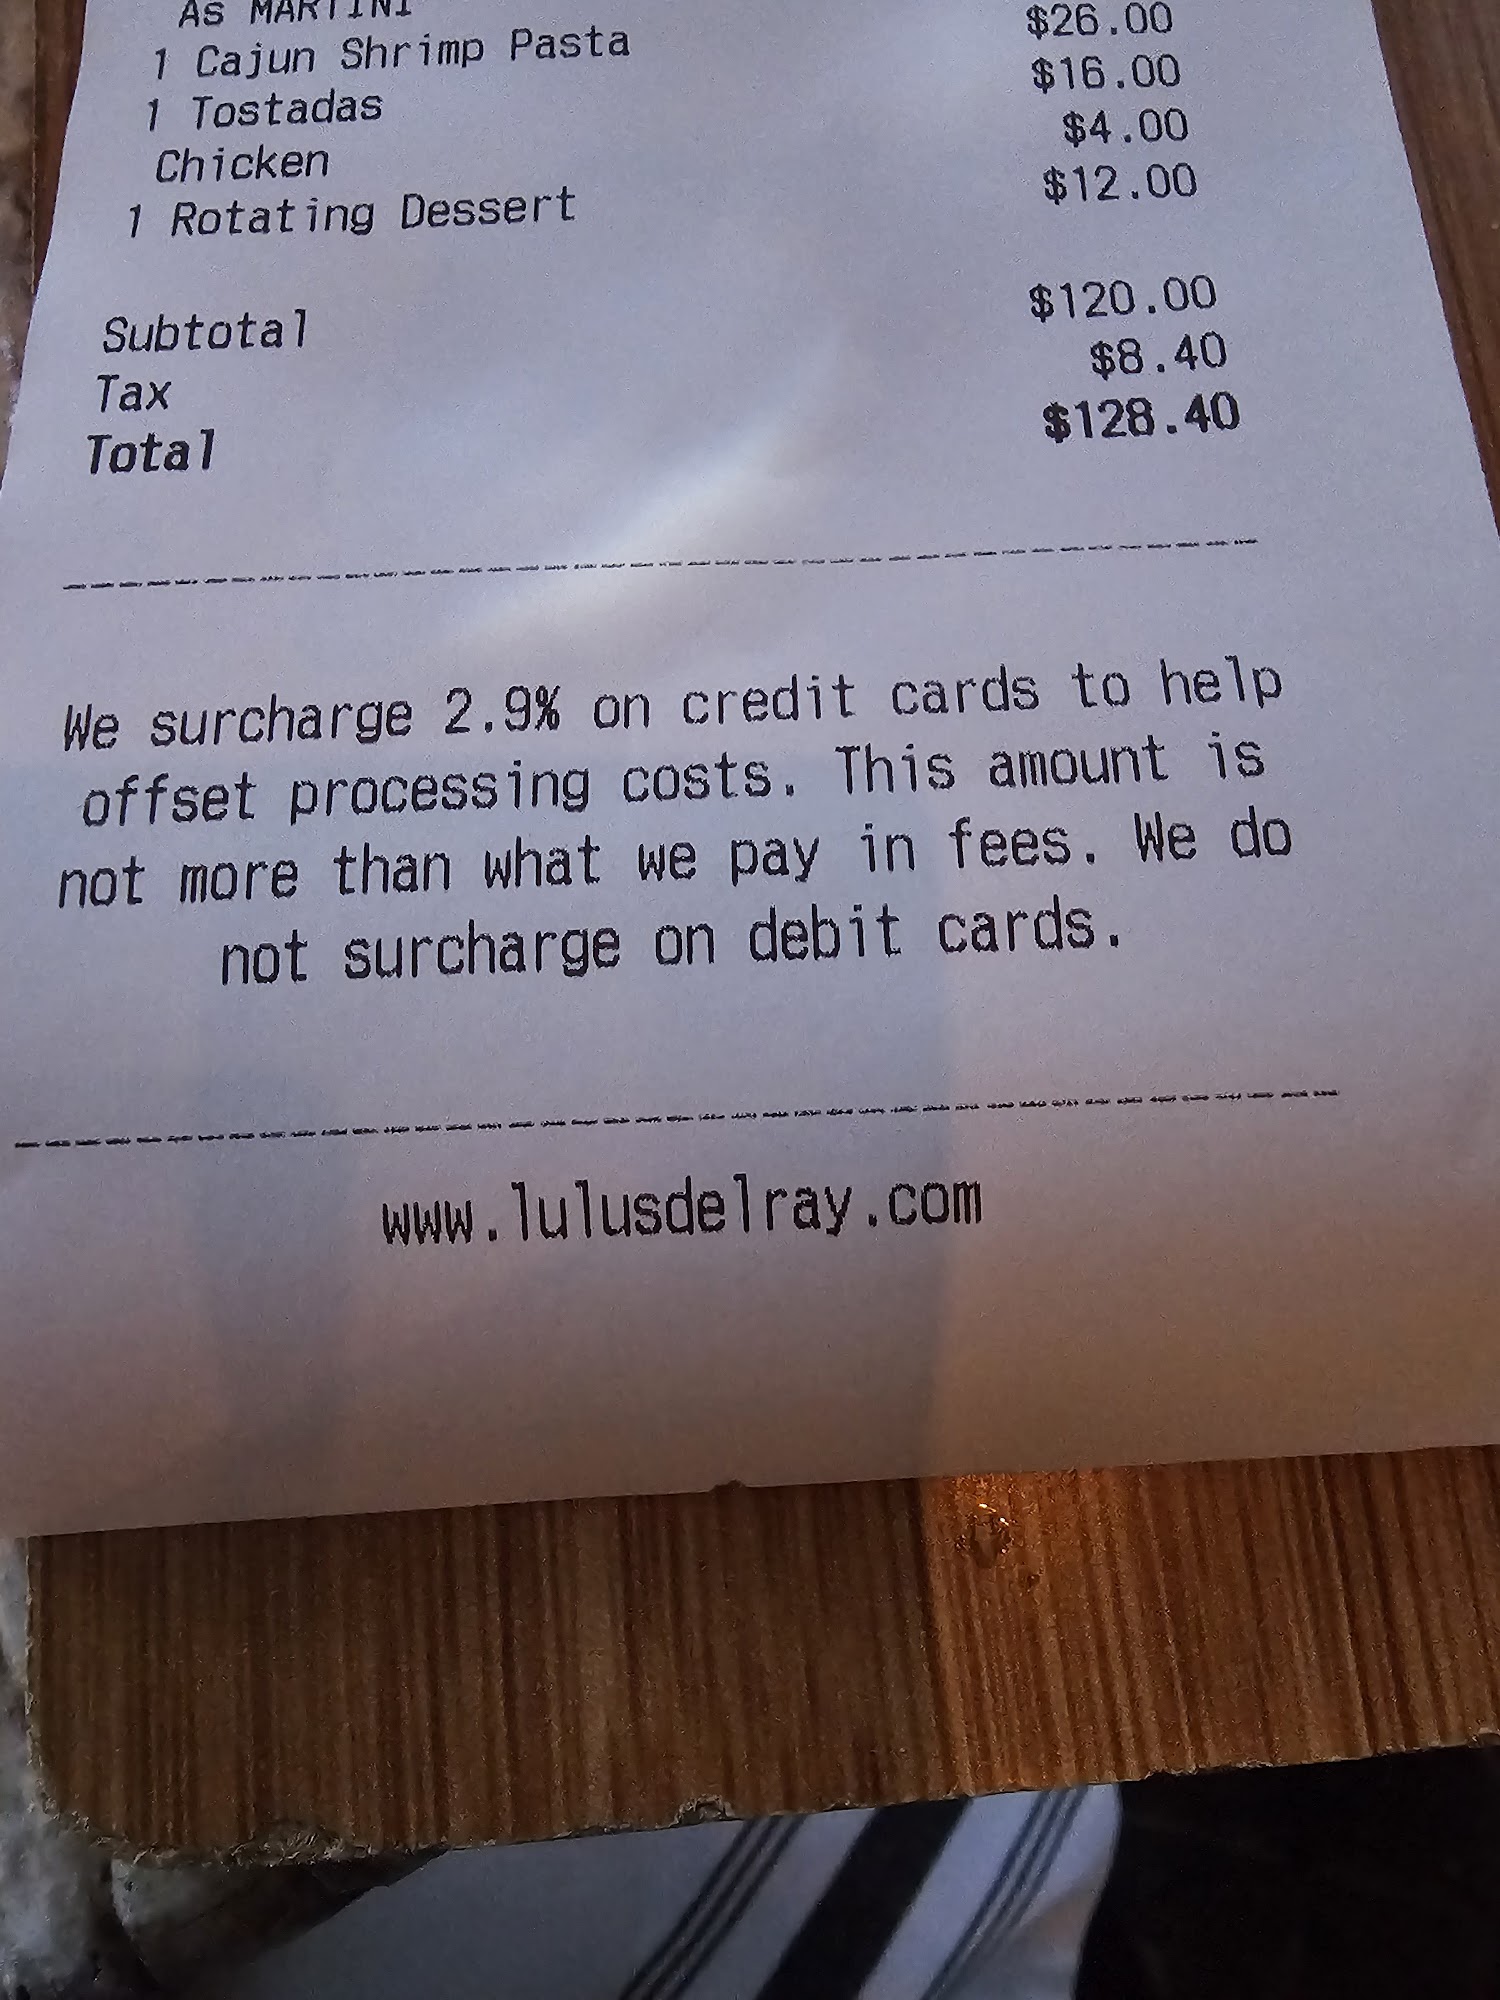 As MARTINI
1 Cajun Shrimp Pasta $26.00
1 Tostadas $16.00
Chicken $4.00
1 Rotating Dessert $12.00
Subtotal $120.00
Tax $8.40
Total $128.40
We surcharge 2.9% on credit cards to help
offset processing costs. This amount is
not more than what we pay in fees. We do
not surcharge on debit cards.
www.lulusdelray.com